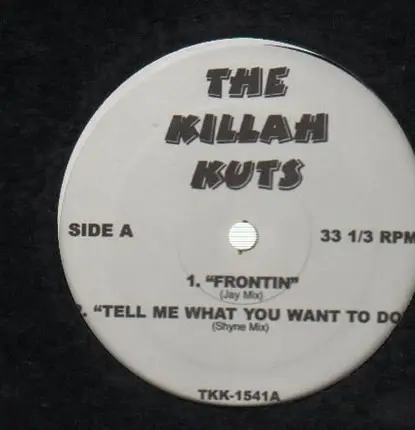 THE
KILLAH
KUTS
SIDE A
33 1/3 RPM
1. "FRONTIN"
(Jay Mix)
2. "TELL ME WHAT YOU WANT TO DO
(Shyne Mix)
TKK-1541A